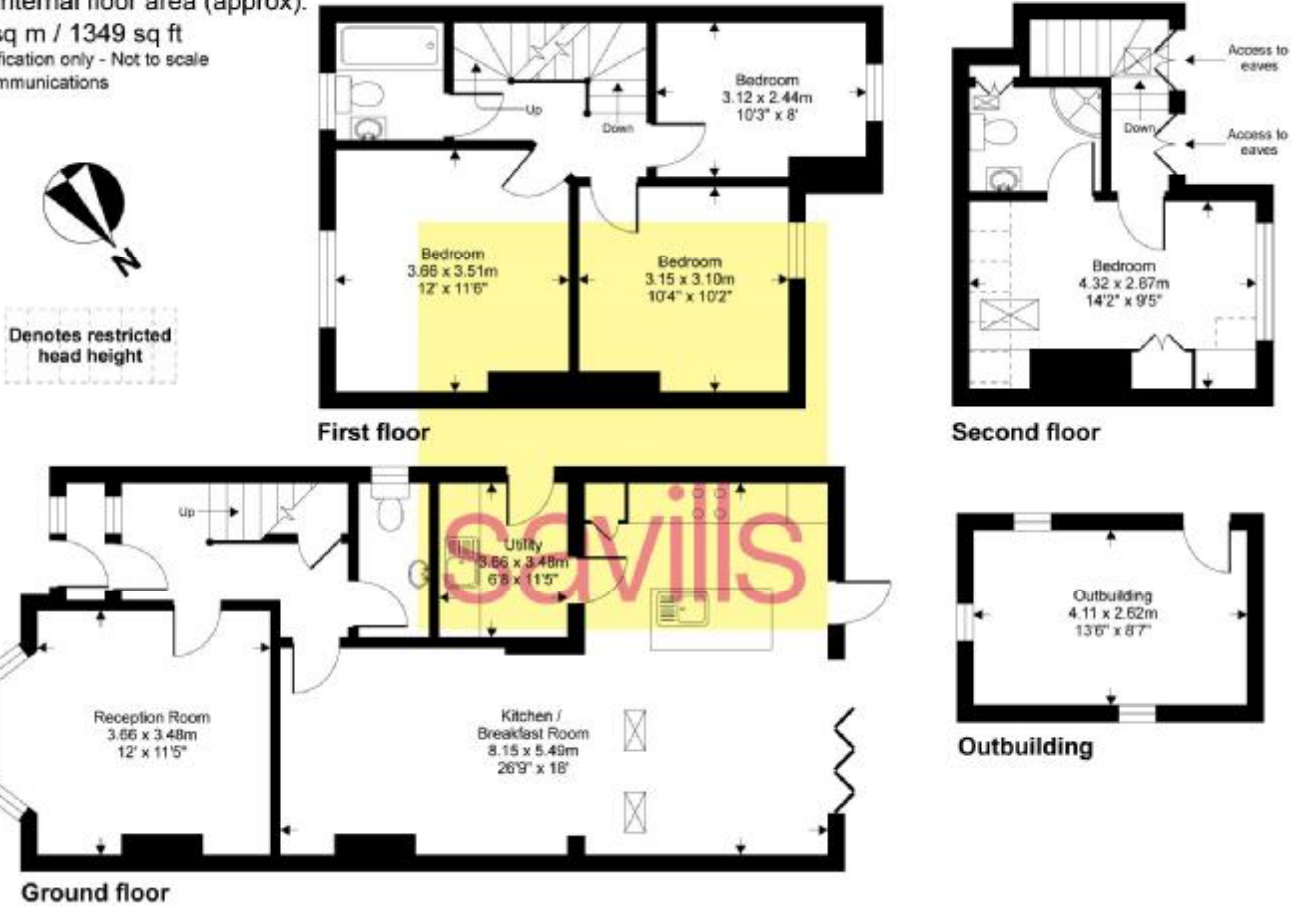 internal floor area (approx):
sq m / 1349 sq ft
fication only - Not to scale
mmunications
N
Denotes restricted
head height
Bedroom
3.12 x 2.44m
10'3" x 8'
Up
Down
Bedroom
3.66 x 3.51m
12' x 11'6"
Bedroom
3.15 x 3.10m
10'4" x 10'2"
First floor
Access to
eaves
Access to
eaves
Down
Bedroom
4.32 x 2.87m
14'2" x 9'5"
Second floor
Up
Utility
3.66 x 3.48m
6'8 x 11'5"
savills
Reception Room
3.66 x 3.48m
12' x 11'5"
Kitchen /
Breakfast Room
8.15 x 5.49m
26'9" x 18'
Ground floor
Outbuilding
4.11 x 2.62m
13'6" x 8'7"
Outbuilding